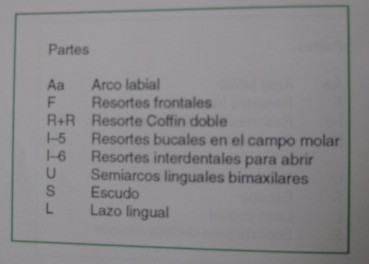 Partes
Aa Arco labial
F Resortes frontales
R+R Resorte Coffin doble
I–5 Resortes bucales en el campo molar
I–6 Resortes interdentales para abrir
U Semiarcos linguales bimaxilares
S Escudo
L Lazo lingual